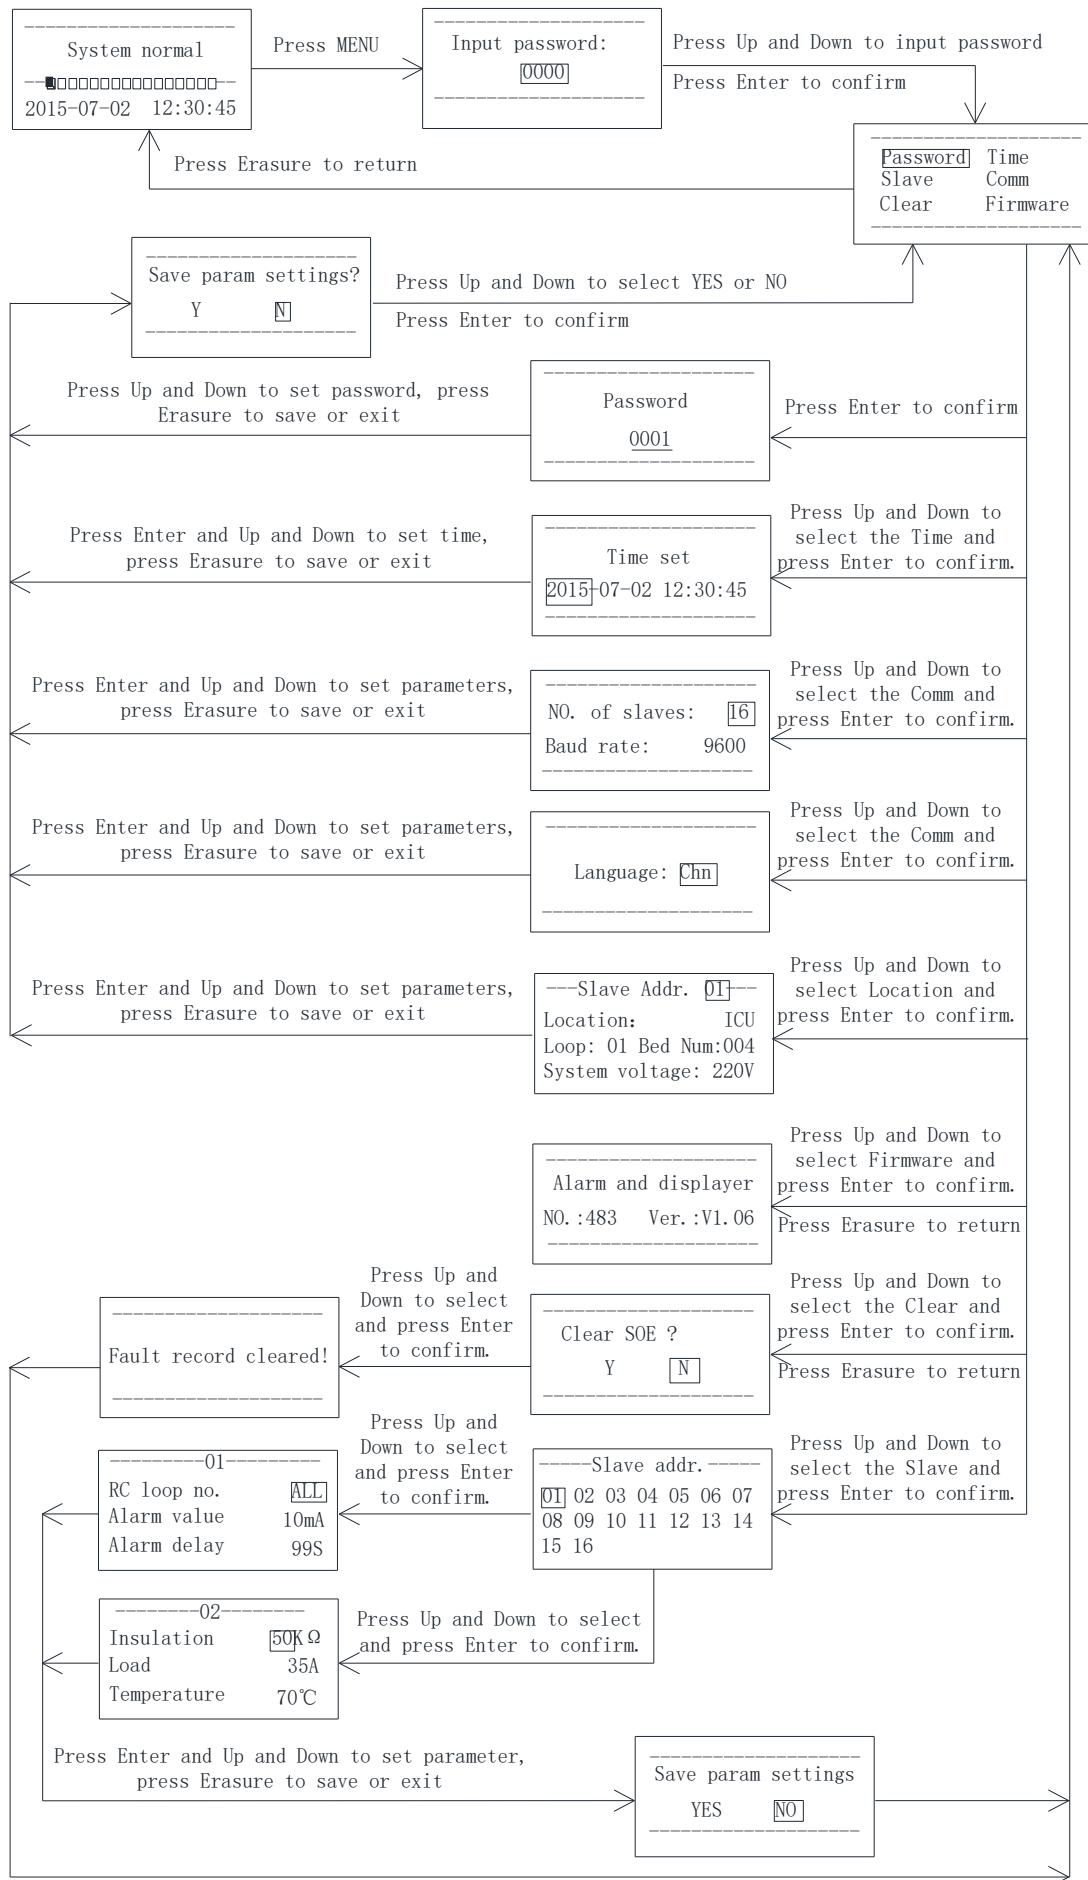 System normal
2015-07-02 12:30:45
Press MENU
Input password:
0000
Press Up and Down to input password
Press Enter to confirm
Password Time
Slave Comm
Clear Firmware
Press Erasure to return
Save param settings?
Y N
Press Up and Down to select YES or NO
Press Enter to confirm
Press Up and Down to set password, press
Erasure to save or exit
Password
0001
Press Enter to confirm
Press Enter and Up and Down to set time,
press Erasure to save or exit
Time set
2015-07-02 12:30:45
Press Up and Down to
select the Time and
press Enter to confirm.
Press Enter and Up and Down to set parameters,
press Erasure to save or exit
NO. of slaves: 16
Baud rate: 9600
Press Up and Down to
select the Comm and
press Enter to confirm.
Press Enter and Up and Down to set parameters,
press Erasure to save or exit
Language: Chn
Press Up and Down to
select the Comm and
press Enter to confirm.
Press Enter and Up and Down to set parameters,
press Erasure to save or exit
---Slave Addr. 01---
Location: ICU
Loop: 01 Bed Num:004
System voltage: 220V
Press Up and Down to
select Location and
press Enter to confirm.
Alarm and displayer
NO.:483 Ver.:V1.06
Press Up and Down to
select Firmware and
press Enter to confirm.
Press Erasure to return
Fault record cleared!
Press Up and
Down to select
and press Enter
to confirm.
Clear SOE ?
Y N
Press Up and Down to
select the Clear and
press Enter to confirm.
Press Erasure to return
---------01---------
RC loop no. ALL
Alarm value 10mA
Alarm delay 99S
Press Up and
Down to select
and press Enter
to confirm.
-----Slave addr.-----
01 02 03 04 05 06 07
08 09 10 11 12 13 14
15 16
Press Up and Down to
select the Slave and
press Enter to confirm.
--------02--------
Insulation 50KΩ
Load 35A
Temperature 70℃
Press Up and Down to select
and press Enter to confirm.
Press Enter and Up and Down to set parameter,
press Erasure to save or exit
Save param settings
YES NO